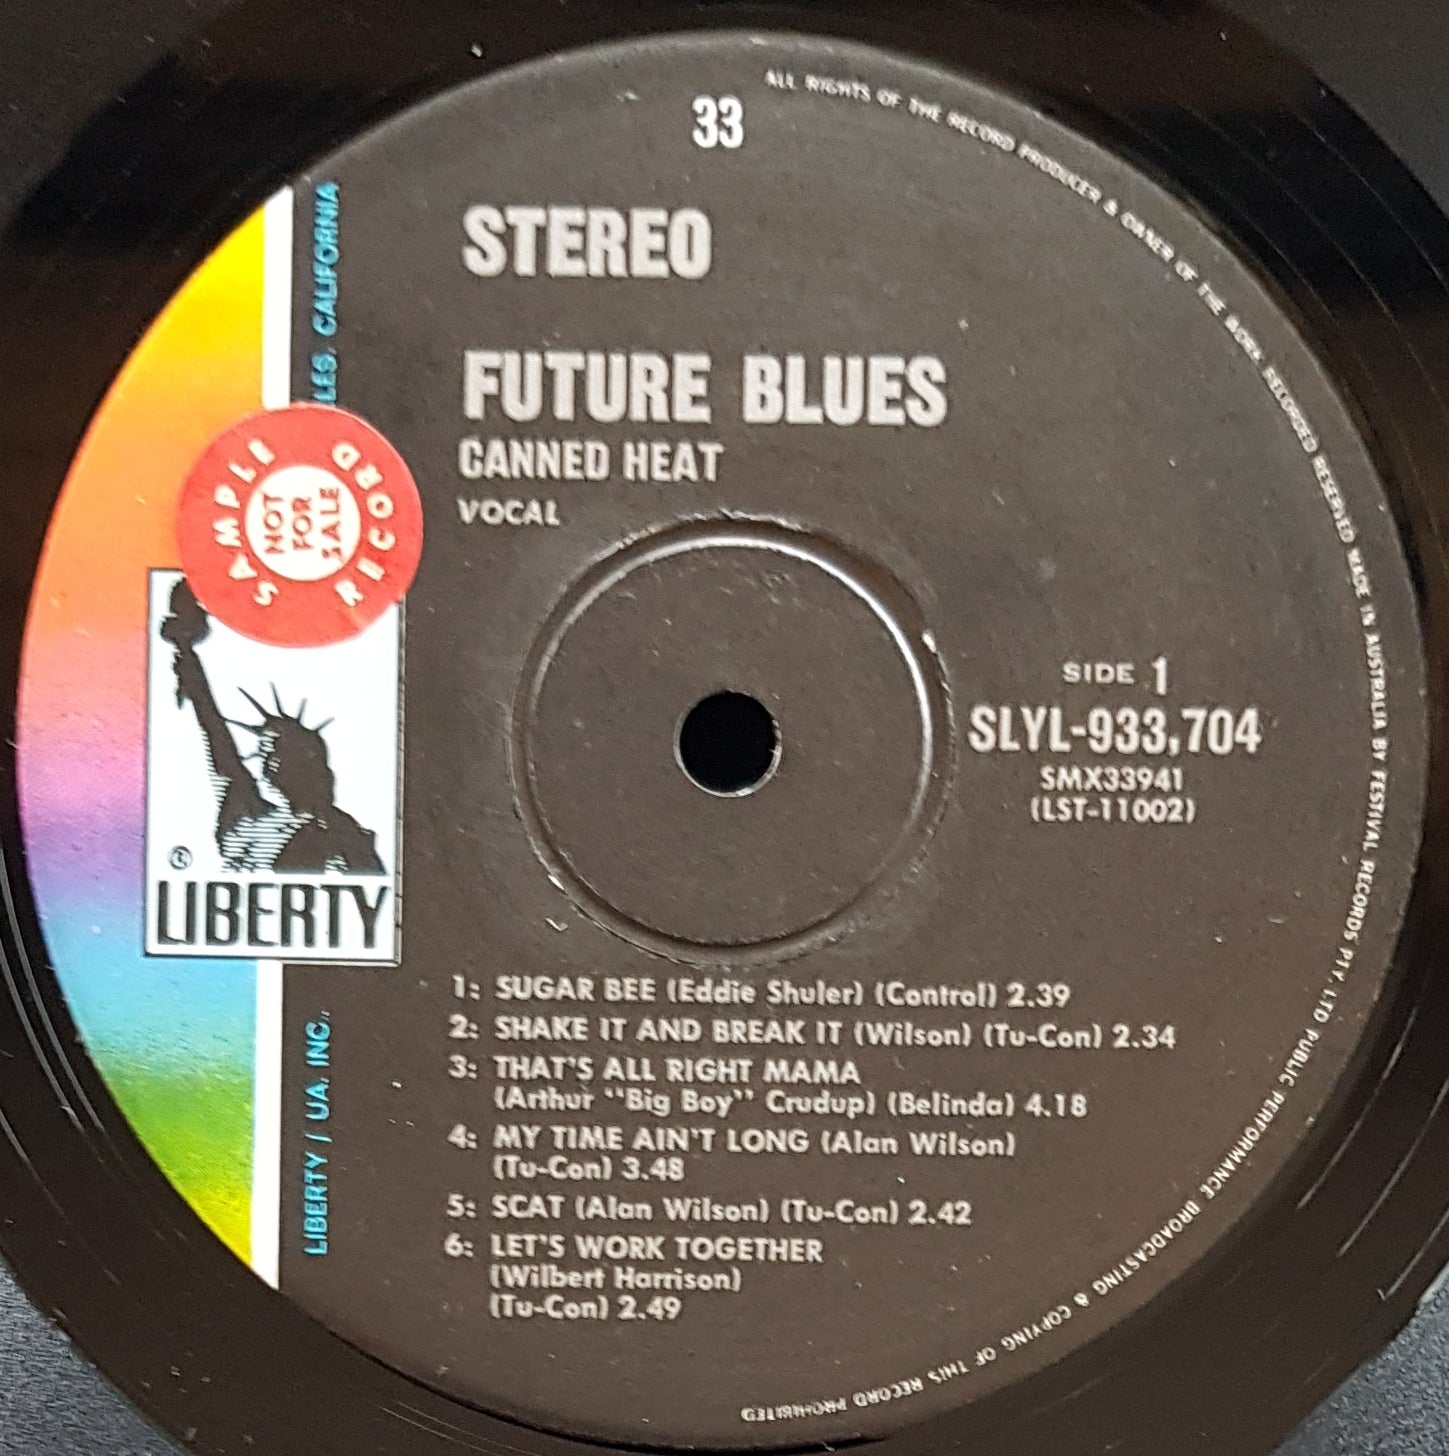 33
ALL RIGHTS OF THE RECORD PRODUCER & OWNER OF THE WORK RECORDED RESERVED MADE IN AUSTRALIA BY FESTIVAL RECORDS PTY. LTD PUBLIC PERFORMANCE BROADCASTING & COPYING OF THIS RECORD PROHIBITED
STEREO
FUTURE BLUES
CANNED HEAT
VOCAL
SAMPLE RECORD
NOT
FOR
SALE
SIDE 1
SLYL-933,704
SMX33941
(LST-11002)
®
LIBERTY
LIBERTY / UA, INC., LES, CALIFORNIA
1: SUGAR BEE (Eddie Shuler) (Control) 2.39
2: SHAKE IT AND BREAK IT (Wilson) (Tu-Con) 2.34
3: THAT'S ALL RIGHT MAMA
(Arthur "Big Boy" Crudup) (Belinda) 4.18
4: MY TIME AIN'T LONG (Alan Wilson)
(Tu-Con) 3.48
5: SCAT (Alan Wilson) (Tu-Con) 2.42
6: LET'S WORK TOGETHER
(Wilbert Harrison)
(Tu-Con) 2.49